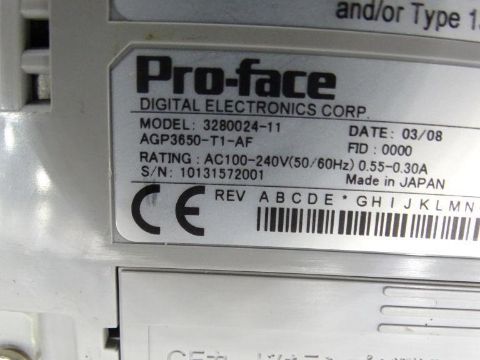 and/or Type 1
Pro-face
DIGITAL ELECTRONICS CORP.
MODEL: 3280024-11 DATE: 03/08
AGP3650-T1-AF FID: 0000
RATING: AC100-240V(50/60Hz) 0.55-0.30A
S/N: 10131572001 Made in JAPAN
CE REV A B C D E * G H I J K L M N